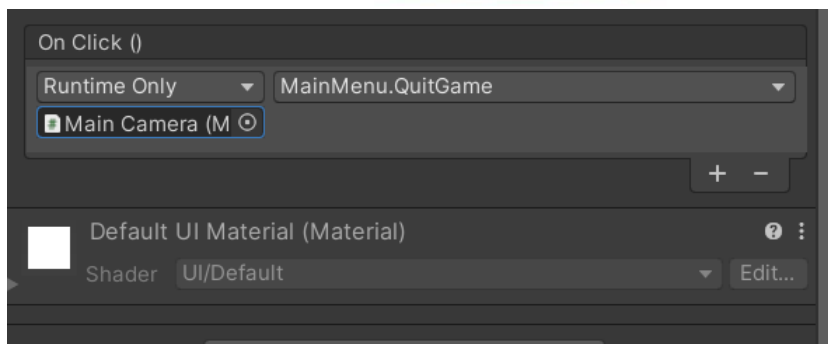 On Click ()
Runtime Only MainMenu.QuitGame
Main Camera (M
+ −
Default UI Material (Material)
Shader UI/Default Edit...